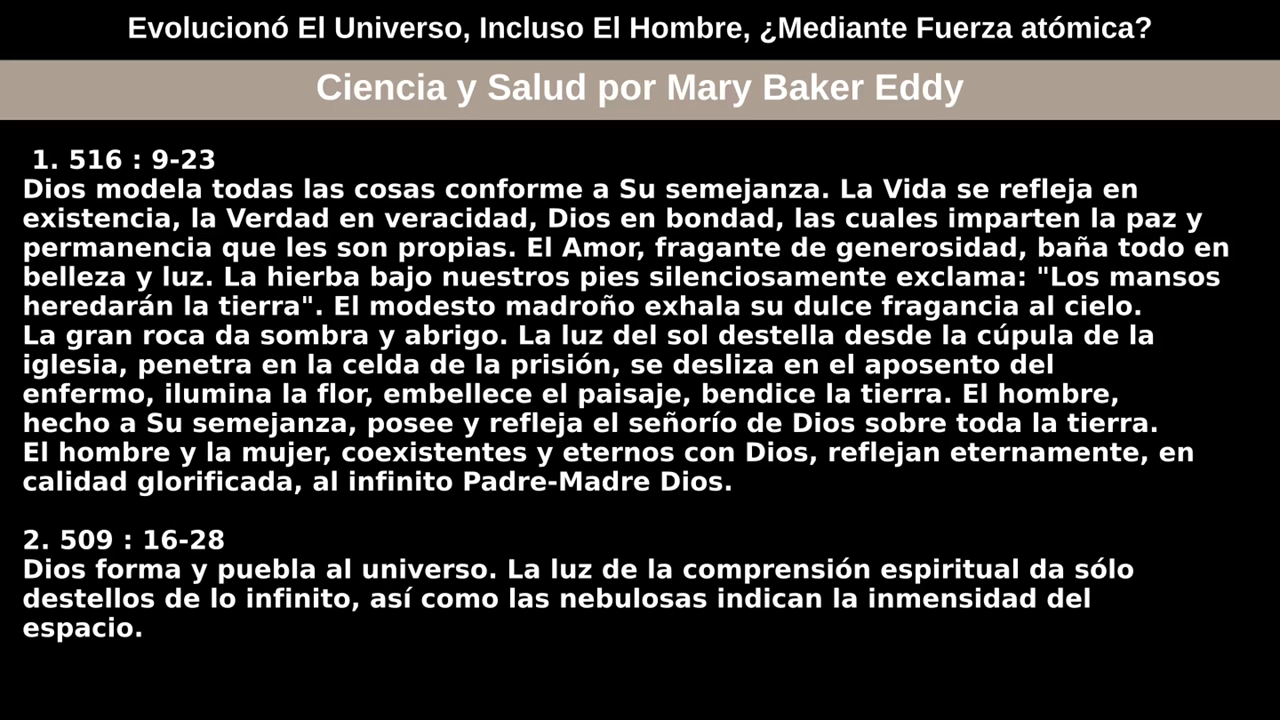 Evolucionó El Universo, Incluso El Hombre, ¿Mediante Fuerza atómica?
Ciencia y Salud por Mary Baker Eddy
1. 516 : 9-23
Dios modela todas las cosas conforme a Su semejanza. La Vida se refleja en
existencia, la Verdad en veracidad, Dios en bondad, las cuales imparten la paz y
permanencia que les son propias. El Amor, fragante de generosidad, baña todo en
belleza y luz. La hierba bajo nuestros pies silenciosamente exclama: "Los mansos
heredarán la tierra". El modesto madroño exhala su dulce fragancia al cielo.
La gran roca da sombra y abrigo. La luz del sol destella desde la cúpula de la
iglesia, penetra en la celda de la prisión, se desliza en el aposento del
enfermo, ilumina la flor, embellece el paisaje, bendice la tierra. El hombre,
hecho a Su semejanza, posee y refleja el señorío de Dios sobre toda la tierra.
El hombre y la mujer, coexistentes y eternos con Dios, reflejan eternamente, en
calidad glorificada, al infinito Padre-Madre Dios.
2. 509 : 16-28
Dios forma y puebla al universo. La luz de la comprensión espiritual da sólo
destellos de lo infinito, así como las nebulosas indican la inmensidad del
espacio.